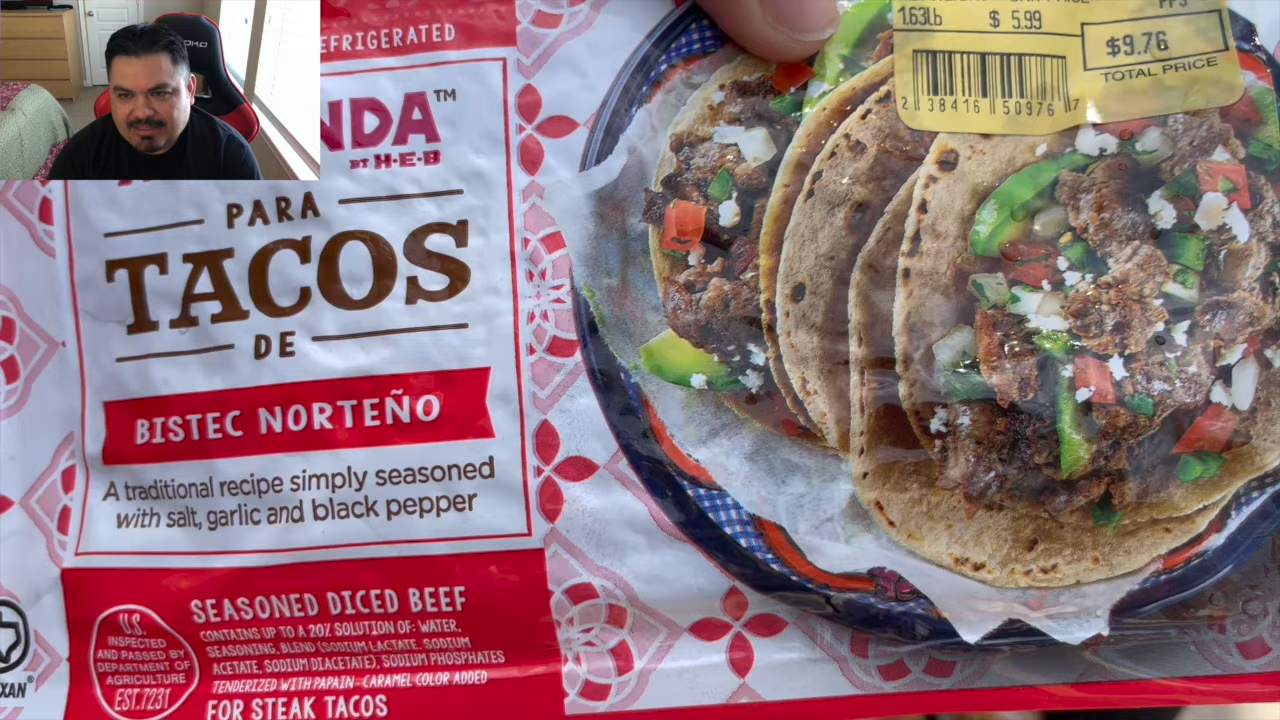 EFRIGERATED
NDA™
BY H-E-B
PARA
TACOS
DE
BISTEC NORTEÑO
A traditional recipe simply seasoned
with salt, garlic and black pepper
SEASONED DICED BEEF
CONTAINS UP TO A 20% SOLUTION OF: WATER,
SEASONING, BLEND (SODIUM LACTATE, SODIUM
ACETATE, SODIUM DIACETATE), SODIUM PHOSPHATES
TENDERIZED WITH PAPAIN - CARAMEL COLOR ADDED
FOR STEAK TACOS
U.S.
INSPECTED
AND PASSED BY
DEPARTMENT OF
AGRICULTURE
EST.7231
XAN®
1.63lb $ 5.99
$9.76
TOTAL PRICE
2 38416 50976 7
OKO